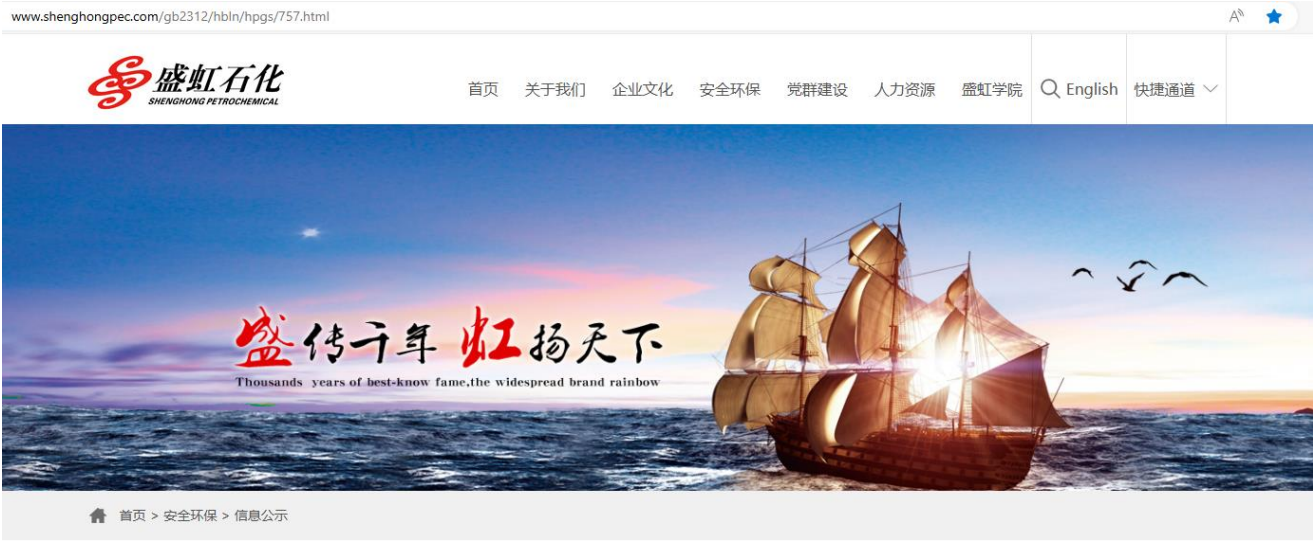 www.shenghongpec.com/gb2312/hbln/hpgs/757.html
盛虹石化
SHENGHONG PETROCHEMICAL
首页 关于我们 企业文化 安全环保 党群建设 人力资源 盛虹学院 English 快捷通道
盛传千年 虹扬天下
Thousands years of best-know fame,the widespread brand rainbow
首页 > 安全环保 > 信息公示